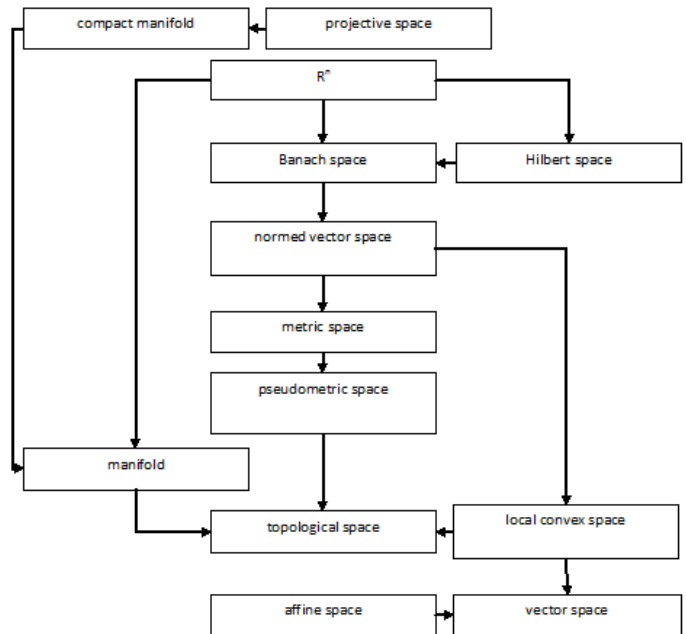 compact manifold
projective space
Rⁿ
Banach space
Hilbert space
normed vector space
metric space
pseudometric space
manifold
topological space
local convex space
affine space
vector space